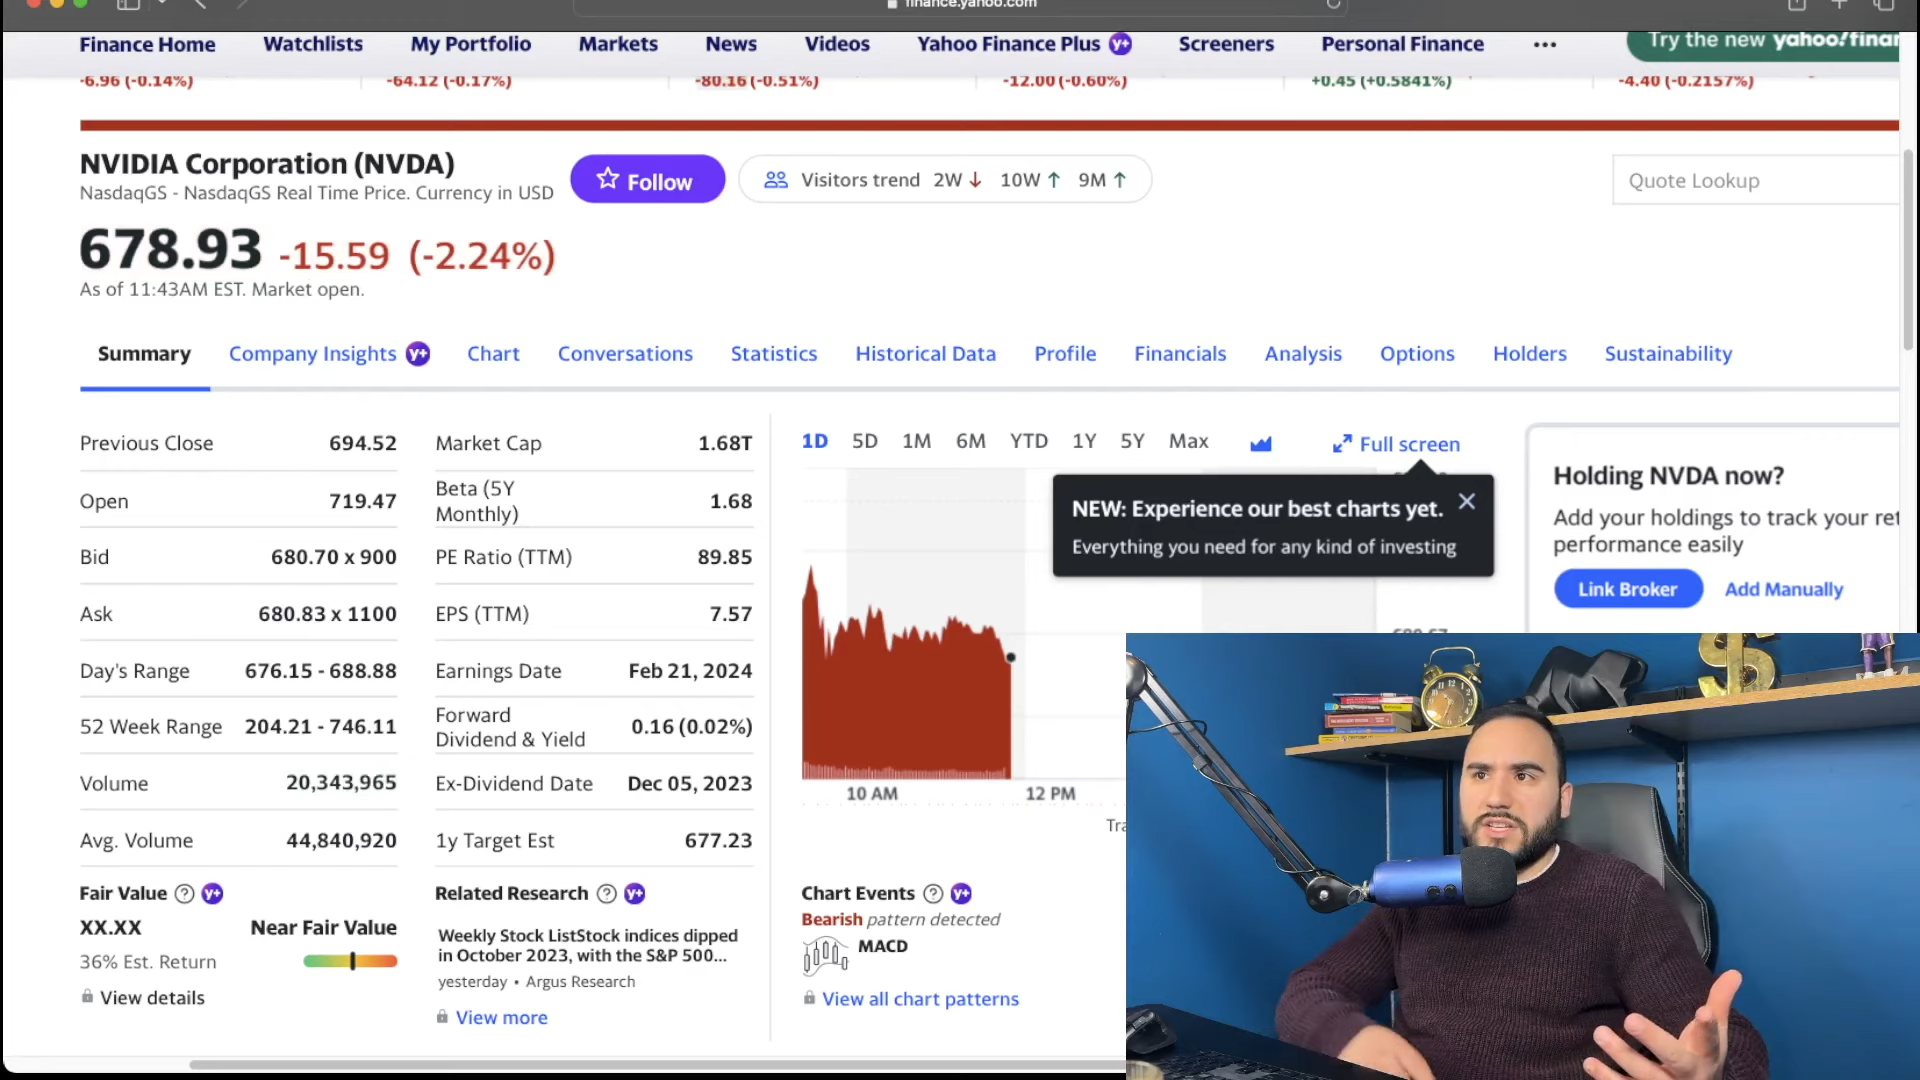 finance.yahoo.com
Finance Home Watchlists My Portfolio Markets News Videos Yahoo Finance Plus y+ Screeners Personal Finance ••• Try the new yahoo!finan
-6.96 (-0.14%) -64.12 (-0.17%) -80.16 (-0.51%) -12.00 (-0.60%) +0.45 (+0.5841%) -4.40 (-0.2157%)
NVIDIA Corporation (NVDA)
NasdaqGS - NasdaqGS Real Time Price. Currency in USD
Follow
Visitors trend 2W ↓ 10W ↑ 9M ↑
Quote Lookup
678.93 -15.59 (-2.24%)
As of 11:43AM EST. Market open.
Summary Company Insights y+ Chart Conversations Statistics Historical Data Profile Financials Analysis Options Holders Sustainability
Previous Close 694.52
Open 719.47
Bid 680.70 x 900
Ask 680.83 x 1100
Day's Range 676.15 - 688.88
52 Week Range 204.21 - 746.11
Volume 20,343,965
Avg. Volume 44,840,920
Market Cap 1.68T
Beta (5Y
Monthly) 1.68
PE Ratio (TTM) 89.85
EPS (TTM) 7.57
Earnings Date Feb 21, 2024
Forward
Dividend & Yield 0.16 (0.02%)
Ex-Dividend Date Dec 05, 2023
1y Target Est 677.23
1D 5D 1M 6M YTD 1Y 5Y Max
Full screen
NEW: Experience our best charts yet.
Everything you need for any kind of investing
10 AM 12 PM
Tra
Holding NVDA now?
Add your holdings to track your ret
performance easily
Link Broker Add Manually
Fair Value ? y+
XX.XX Near Fair Value
36% Est. Return
View details
Related Research ? y+
Weekly Stock ListStock indices dipped
in October 2023, with the S&P 500...
yesterday • Argus Research
View more
Chart Events ? y+
Bearish pattern detected
MACD
View all chart patterns